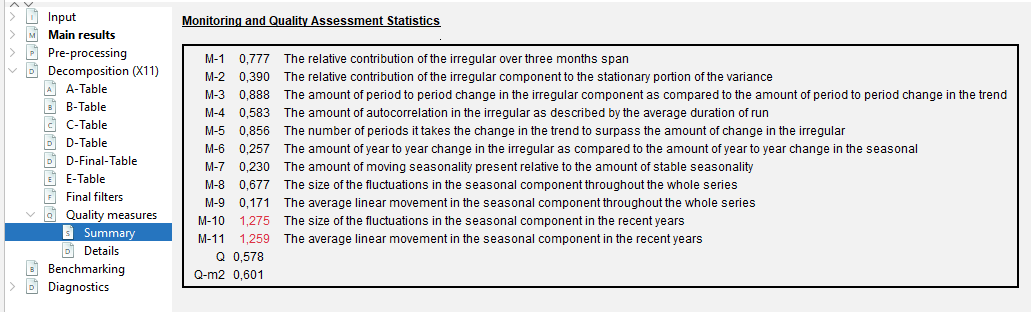 Input
Main results
Pre-processing
Decomposition (X11)
A-Table
B-Table
C-Table
D-Table
D-Final-Table
E-Table
Final filters
Quality measures
Summary
Details
Benchmarking
Diagnostics
Monitoring and Quality Assessment Statistics
M-1 0,777 The relative contribution of the irregular over three months span
M-2 0,390 The relative contribution of the irregular component to the stationary portion of the variance
M-3 0,888 The amount of period to period change in the irregular component as compared to the amount of period to period change in the trend
M-4 0,583 The amount of autocorrelation in the irregular as described by the average duration of run
M-5 0,856 The number of periods it takes the change in the trend to surpass the amount of change in the irregular
M-6 0,257 The amount of year to year change in the irregular as compared to the amount of year to year change in the seasonal
M-7 0,230 The amount of moving seasonality present relative to the amount of stable seasonality
M-8 0,677 The size of the fluctuations in the seasonal component throughout the whole series
M-9 0,171 The average linear movement in the seasonal component throughout the whole series
M-10 1,275 The size of the fluctuations in the seasonal component in the recent years
M-11 1,259 The average linear movement in the seasonal component in the recent years
Q 0,578
Q-m2 0,601